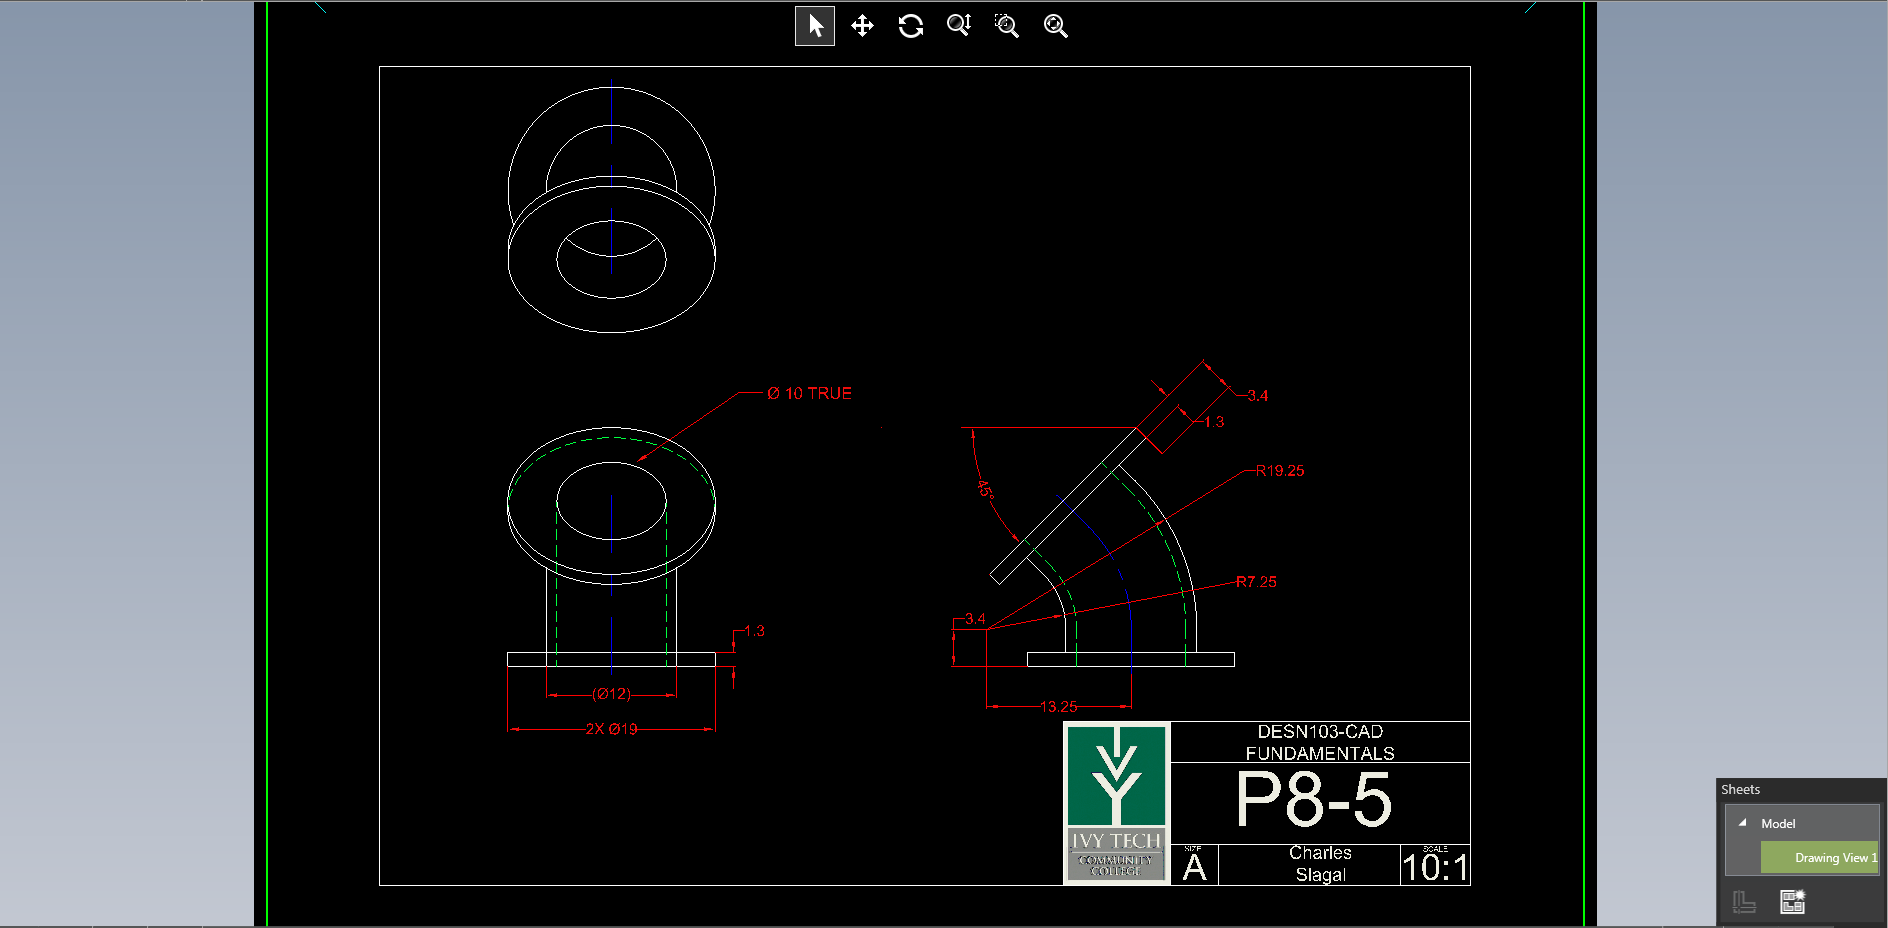 Ø 10 TRUE
3.4
1.3
R19.25
45°
R7.25
3.4
1.3
(Ø12)
13.25
2X Ø19
DESN103-CAD
FUNDAMENTALS
P8-5
IVY TECH
COMMUNITY
COLLEGE
SIZE
A
Charles
Slagal
SCALE
10:1
Sheets
Model
Drawing View 1